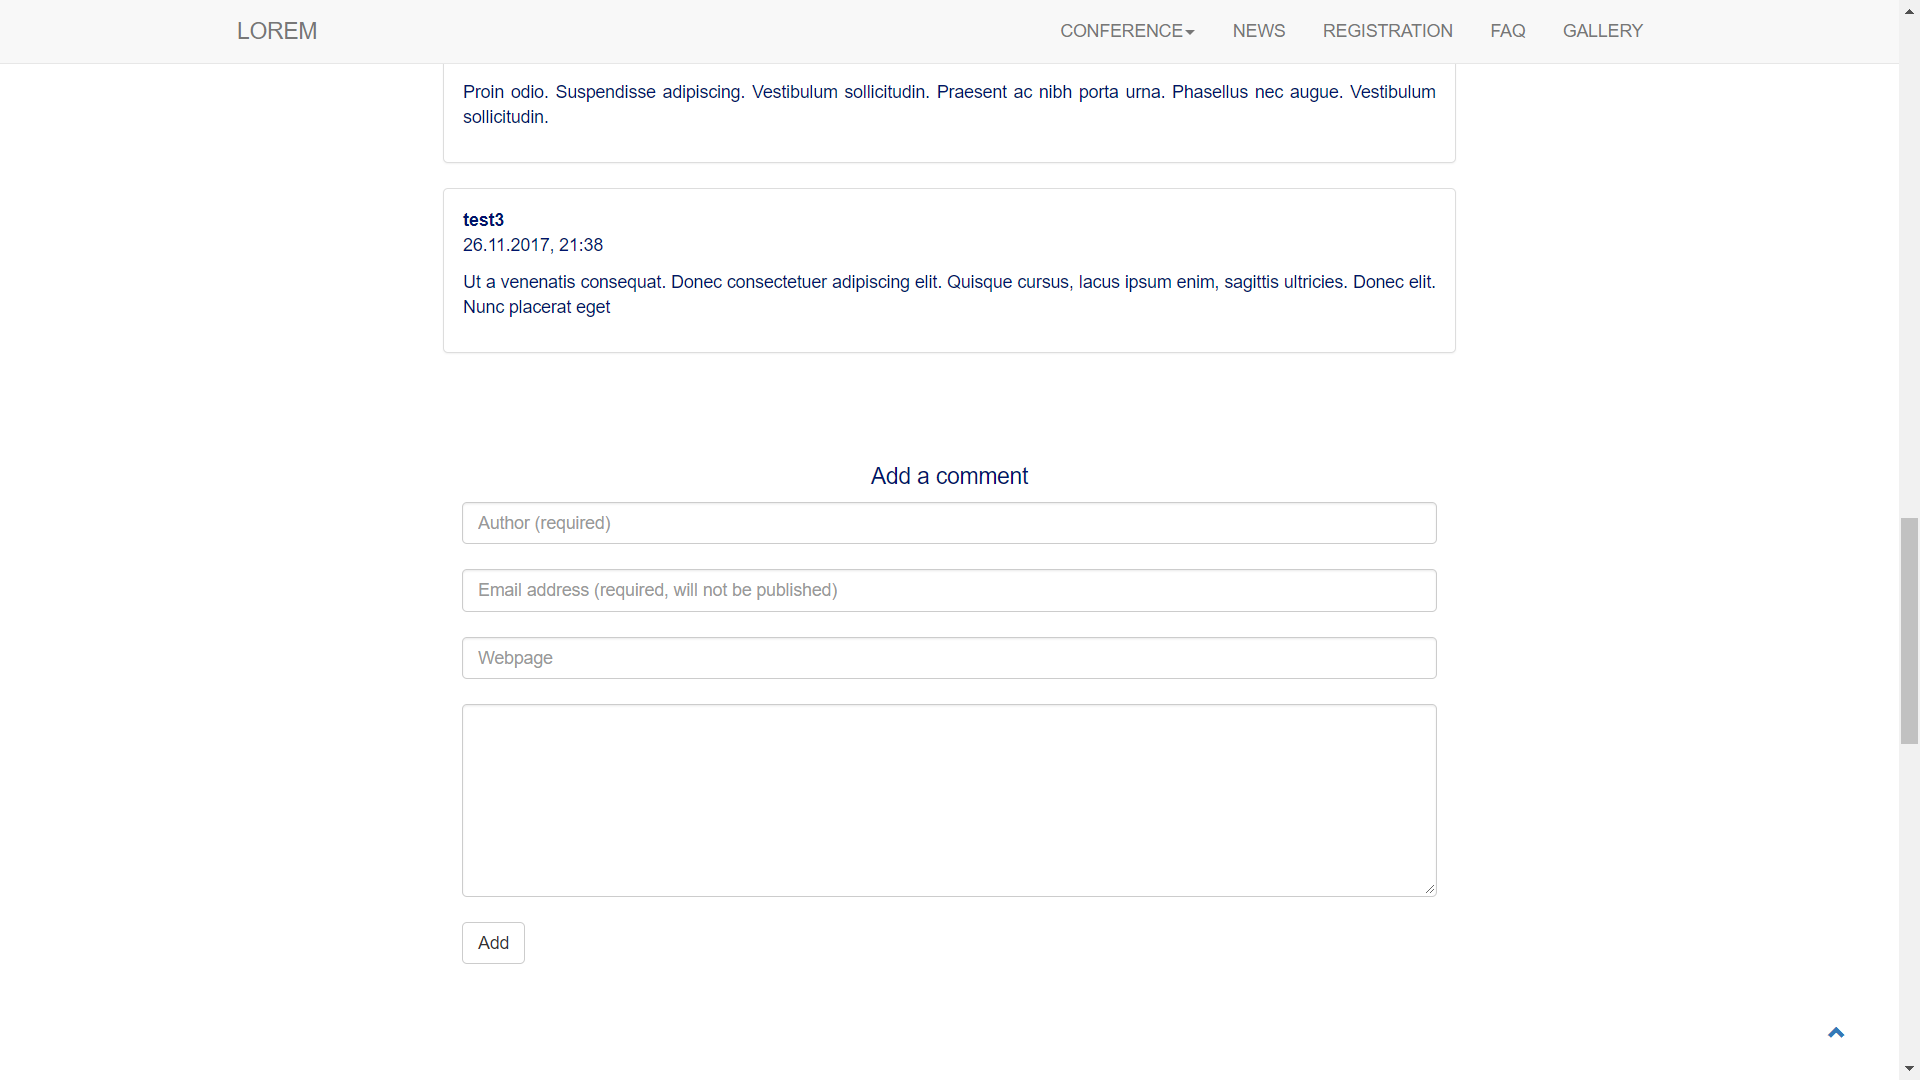 LOREM CONFERENCE NEWS REGISTRATION FAQ GALLERY
Proin odio. Suspendisse adipiscing. Vestibulum sollicitudin. Praesent ac nibh porta urna. Phasellus nec augue. Vestibulum
sollicitudin.
test3
26.11.2017, 21:38
Ut a venenatis consequat. Donec consectetuer adipiscing elit. Quisque cursus, lacus ipsum enim, sagittis ultricies. Donec elit.
Nunc placerat eget
Add a comment
Author (required)
Email address (required, will not be published)
Webpage
Add